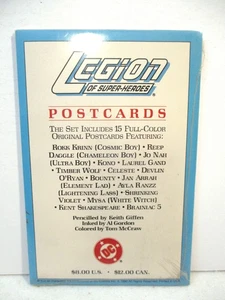 LEGION
OF SUPER-HEROES
POSTCARDS
THE SET INCLUDES 15 FULL-COLOR
ORIGINAL POSTCARDS FEATURING:
ROKK KRINN (COSMIC BOY) • REEP
DAGGLE (CHAMELEON BOY) • JO NAH
(ULTRA BOY) • KONO • LAUREL GAND
• TIMBER WOLF • CELESTE • DEVLIN
O'RYAN • BOUNTY • JAN ARRAH
(ELEMENT LAD) • AYLA RANZZ
(LIGHTNING LASS) • SHRINKING
VIOLET • MYSA (WHITE WITCH)
• KENT SHAKESPEARE • BRAINIAC 5
Pencilled by Keith Giffen
Inked by Al Gordon
Colored by Tom McCraw
DC
$8.00 U.S. • $12.00 CAN.